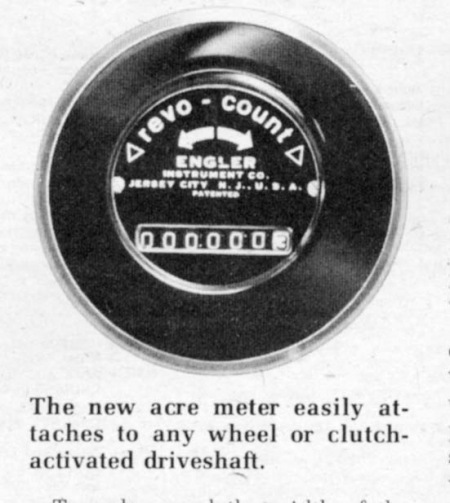 revo - count
ENGLER
INSTRUMENT CO.
JERSEY CITY N. J., U. S. A.
PATENTED
0000003
The new acre meter easily at-
taches to any wheel or clutch-
activated driveshaft.